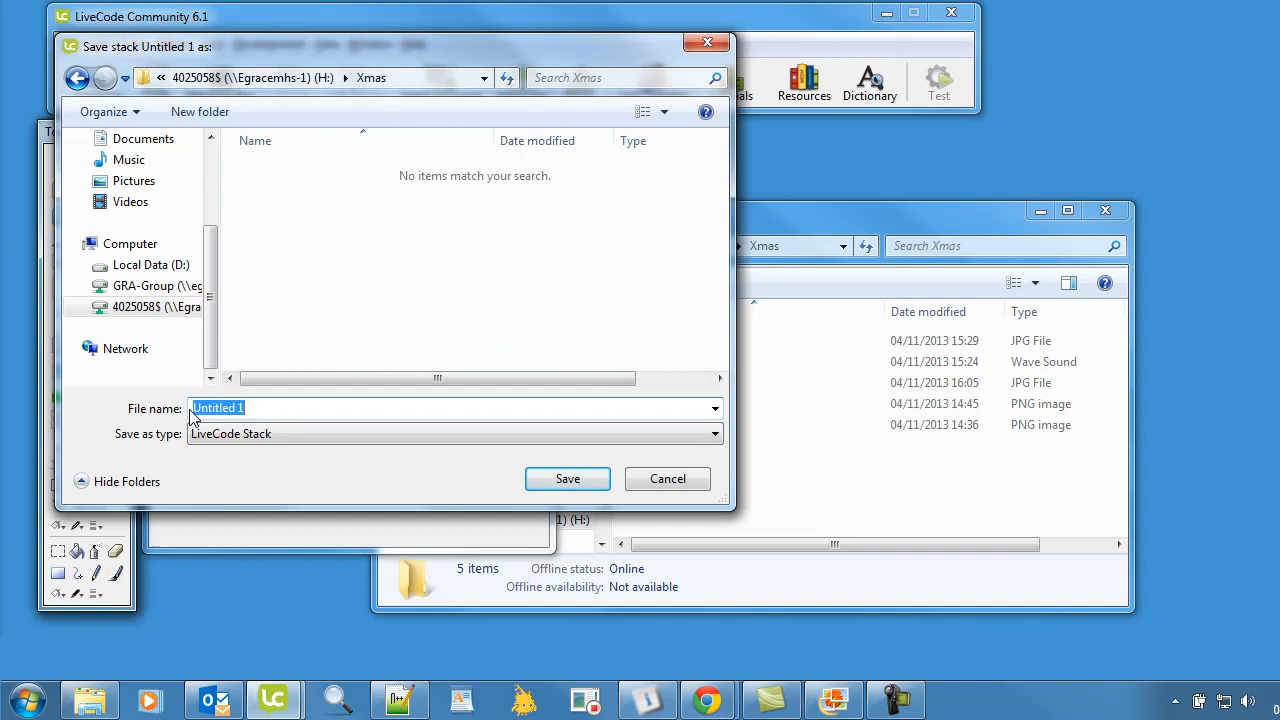 LiveCode Community 6.1
Save stack Untitled 1 as:
4025058$ (\\Egracemhs-1) (H:) Xmas
Search Xmas
Resources
Dictionary
Test
Organize
New folder
Documents
Music
Pictures
Videos
Computer
Local Data (D:)
GRA-Group (\\eg
4025058$ (\\Egra
Network
Name
Date modified
Type
No items match your search.
File name:
Untitled 1
Save as type:
LiveCode Stack
Hide Folders
Save
Cancel
Xmas
Search Xmas
Date modified
Type
04/11/2013 15:29 JPG File
04/11/2013 15:24 Wave Sound
04/11/2013 16:05 JPG File
04/11/2013 14:45 PNG image
04/11/2013 14:36 PNG image
1) (H:)
5 items
Offline status: Online
Offline availability: Not available